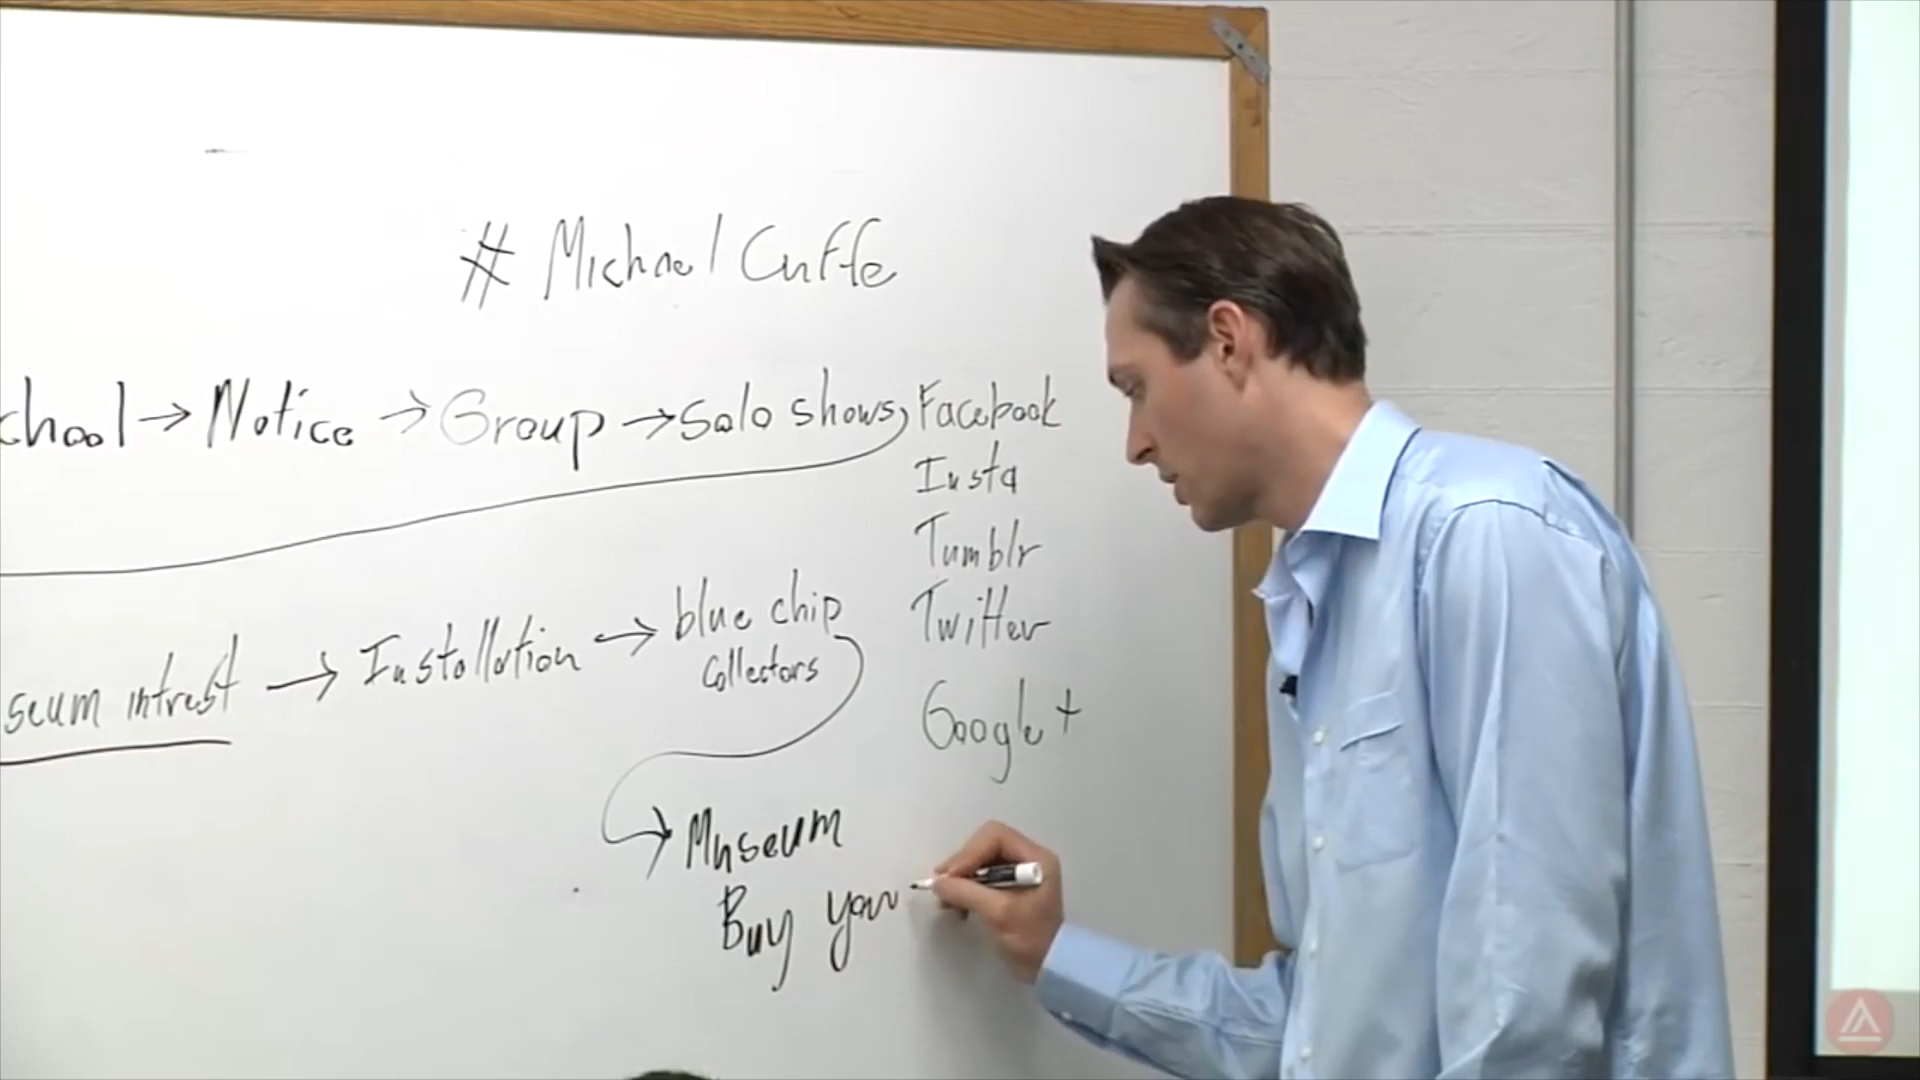 # Michael Cuffe
chool → Notice → Group → Solo shows,
Facebook
Insta
Tumblr
Twitter
Google +
seum intrest → Installation → blue chip
Collectors
Museum
Buy your